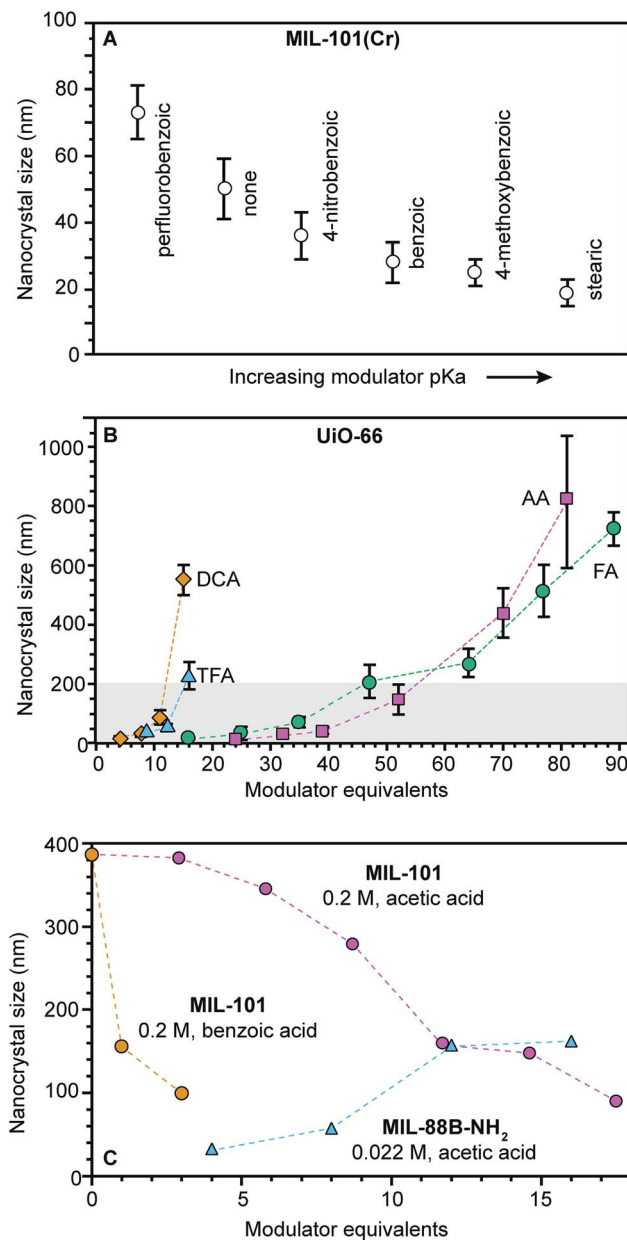 A
MIL-101(Cr)
Nanocrystal size (nm)
100
80
60
40
20
0
perfluorobenzoic
none
4-nitrobenzoic
benzoic
4-methoxybenzoic
stearic
Increasing modulator pKa
B
UiO-66
Nanocrystal size (nm)
1000
800
600
400
200
0
DCA
TFA
AA
FA
0 10 20 30 40 50 60 70 80 90
Modulator equivalents
Nanocrystal size (nm)
400
300
200
100
0
MIL-101
0.2 M, acetic acid
MIL-101
0.2 M, benzoic acid
MIL-88B-NH₂
0.022 M, acetic acid
C
0 5 10 15
Modulator equivalents